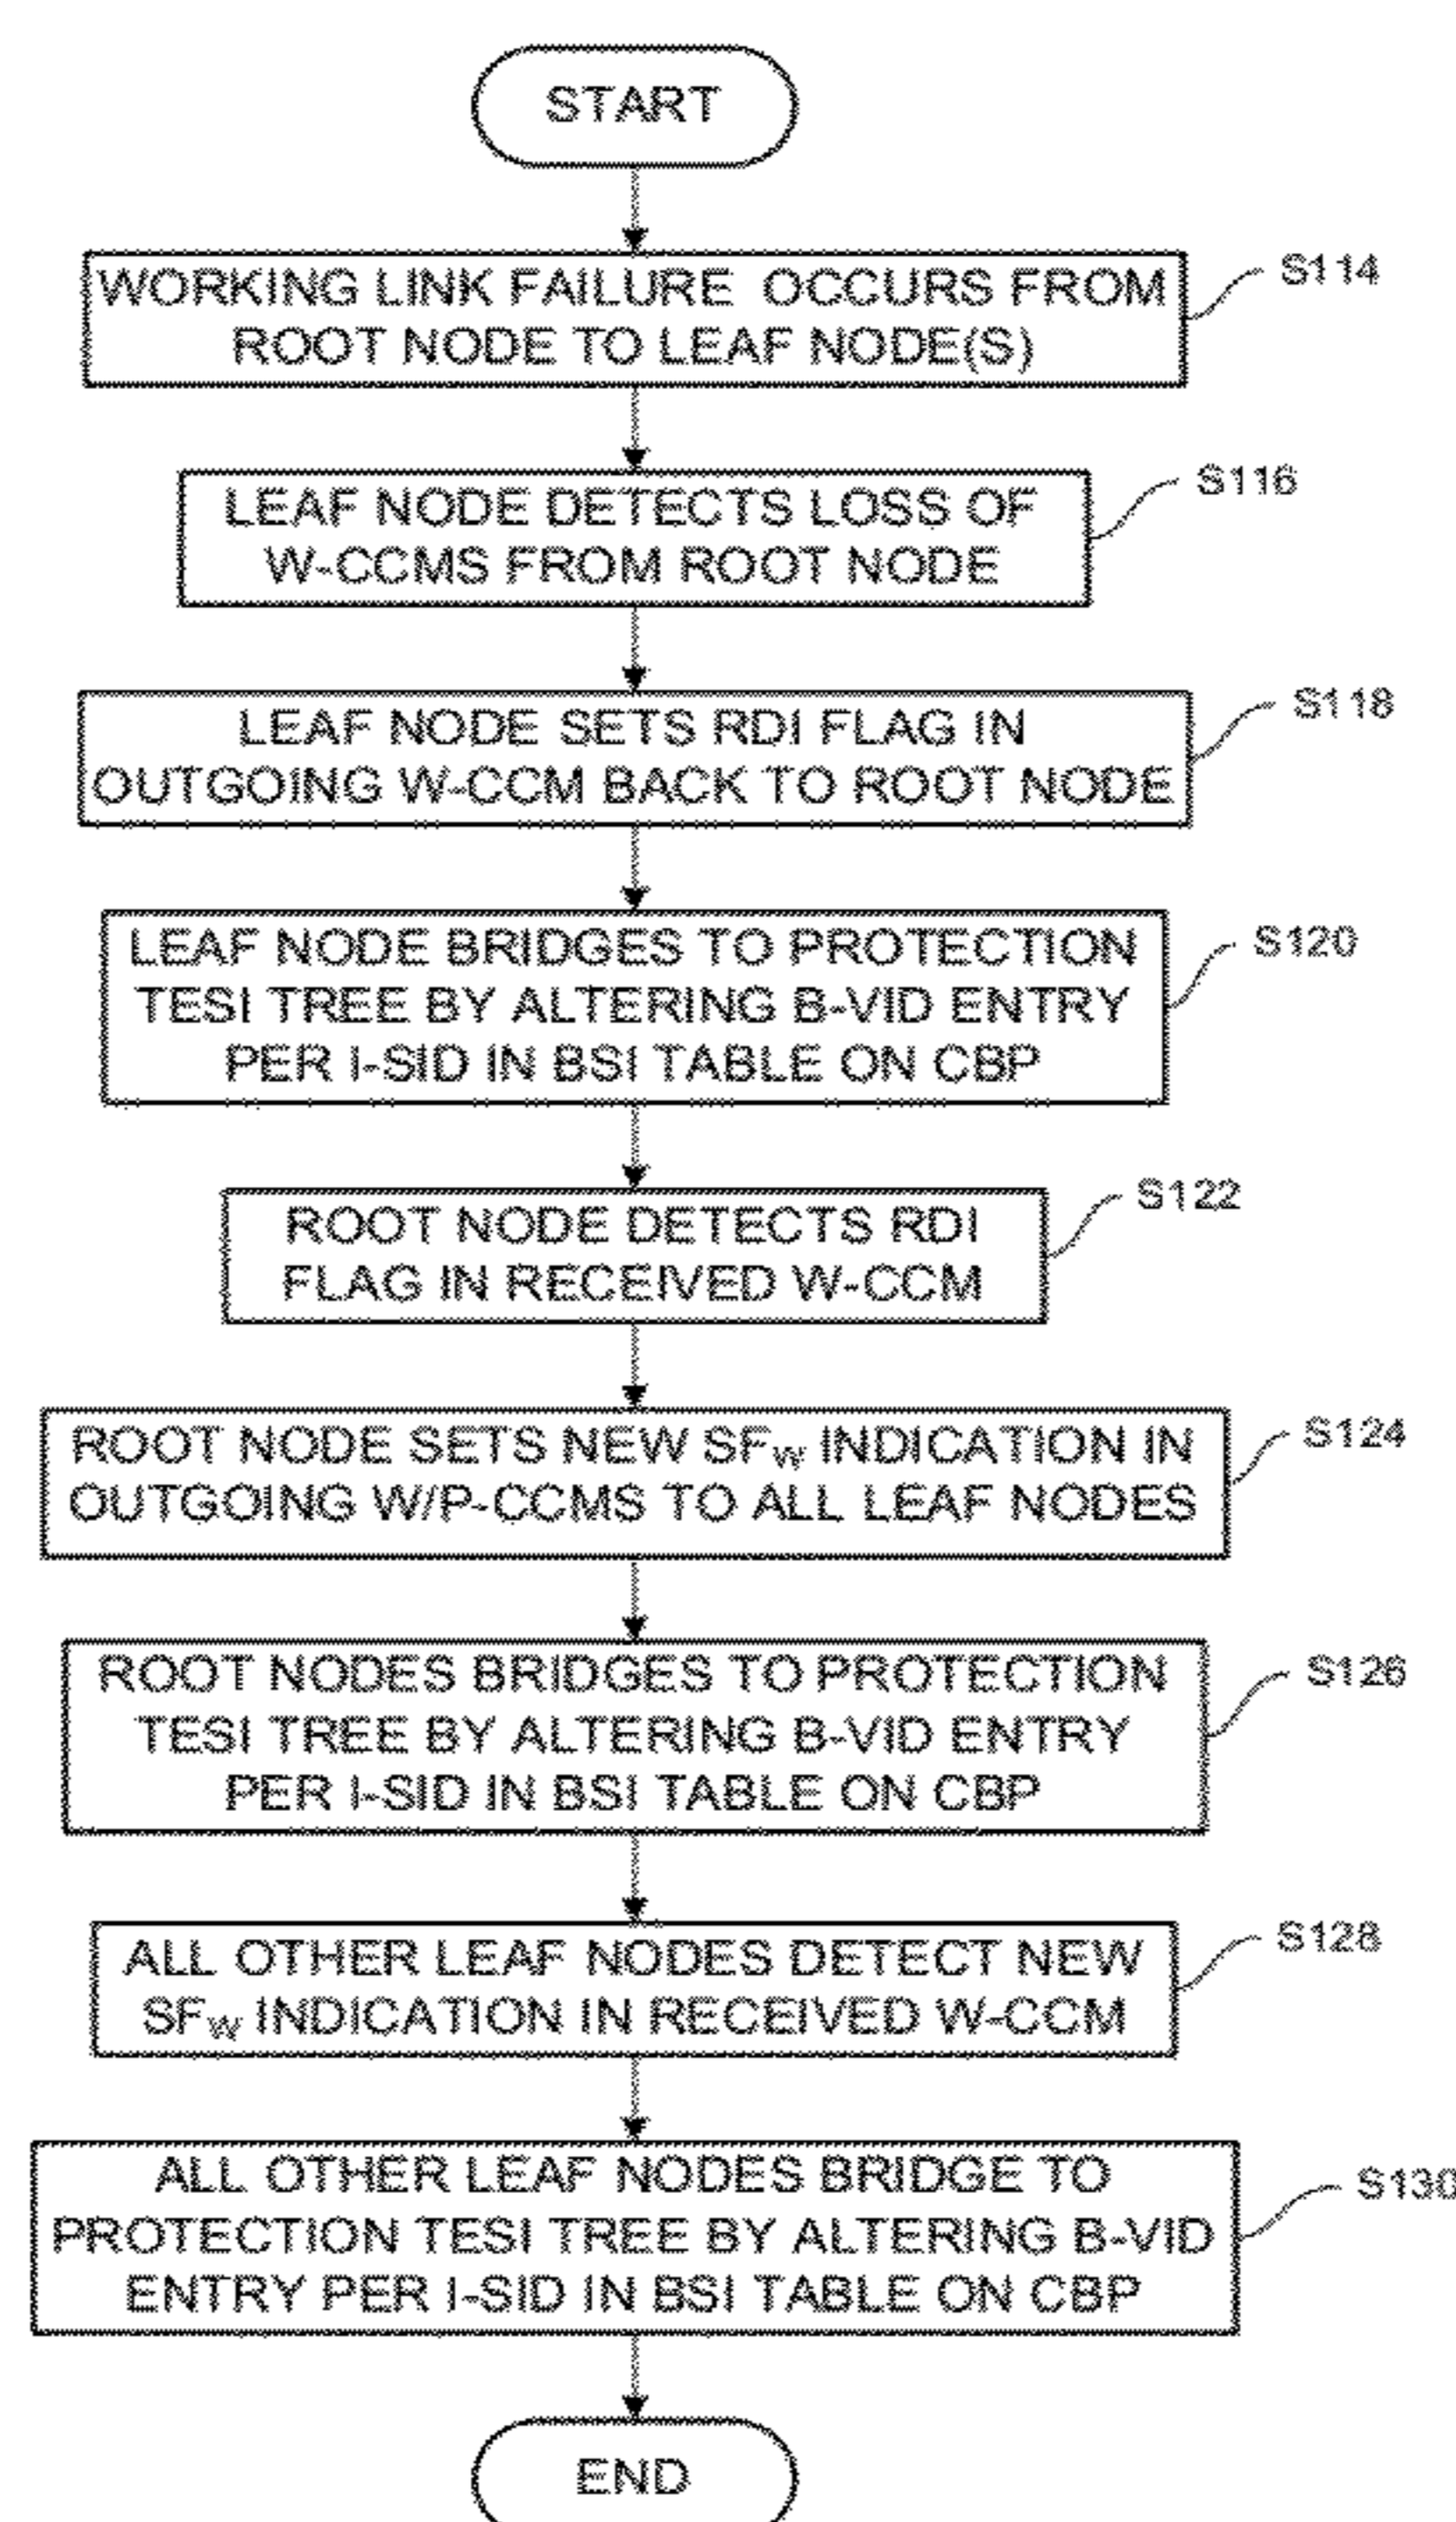 START
WORKING LINK FAILURE OCCURS FROM
ROOT NODE TO LEAF NODE(S)
S114
LEAF NODE DETECTS LOSS OF
W-CCMS FROM ROOT NODE
S116
LEAF NODE SETS RDI FLAG IN
OUTGOING W-CCM BACK TO ROOT NODE
S118
LEAF NODE BRIDGES TO PROTECTION
TESI TREE BY ALTERING B-VID ENTRY
PER I-SID IN BSI TABLE ON CBP
S120
ROOT NODE DETECTS RDI
FLAG IN RECEIVED W-CCM
S122
ROOT NODE SETS NEW SFW INDICATION IN
OUTGOING W/P-CCMS TO ALL LEAF NODES
S124
ROOT NODES BRIDGES TO PROTECTION
TESI TREE BY ALTERING B-VID ENTRY
PER I-SID IN BSI TABLE ON CBP
S126
ALL OTHER LEAF NODES DETECT NEW
SFW INDICATION IN RECEIVED W-CCM
S128
ALL OTHER LEAF NODES BRIDGE TO
PROTECTION TESI TREE BY ALTERING B-VID
ENTRY PER I-SID IN BSI TABLE ON CBP
S130
END